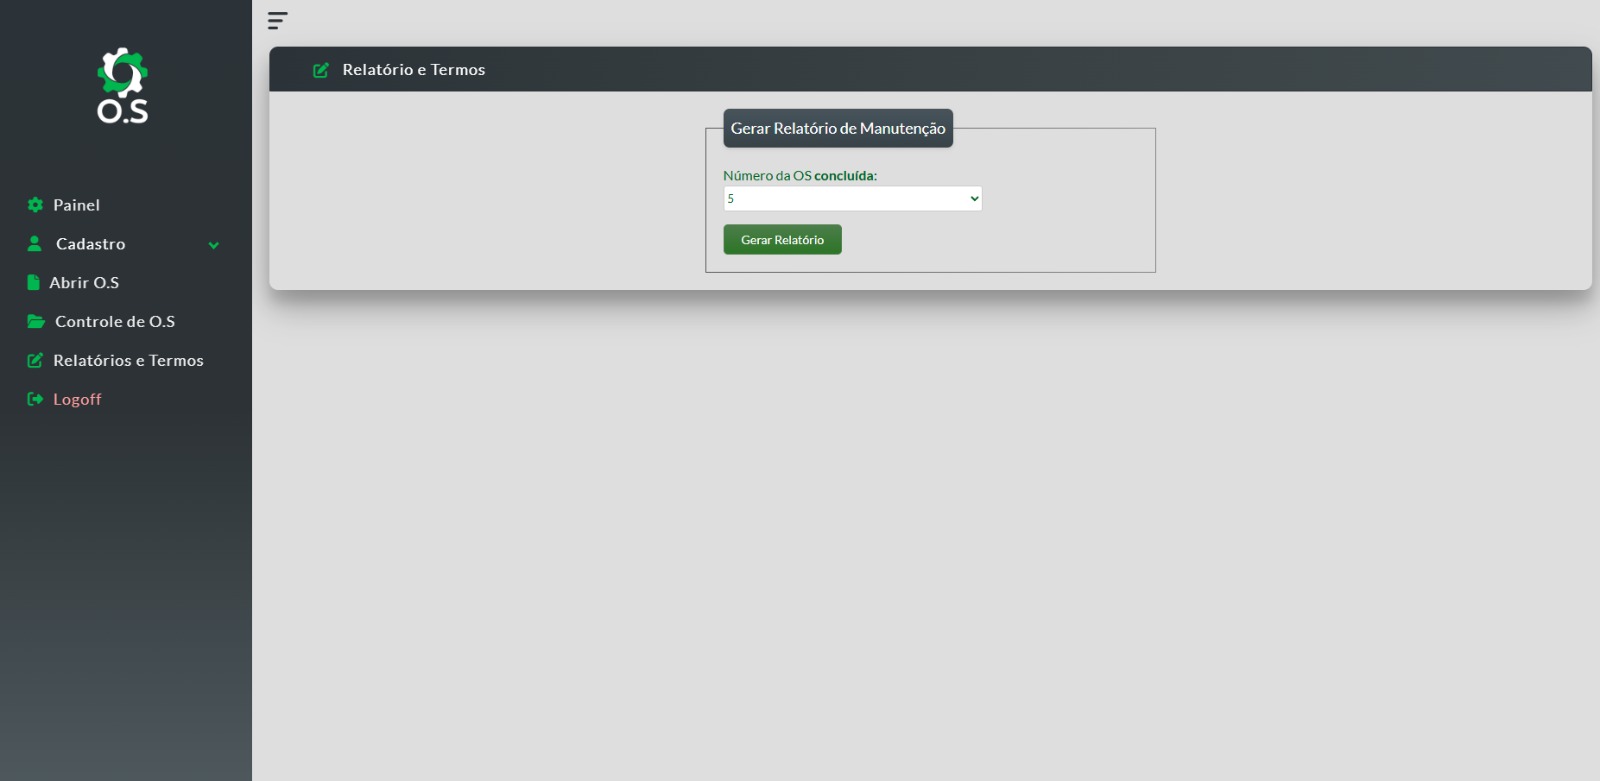 O.S
Painel
Cadastro
Abrir O.S
Controle de O.S
Relatórios e Termos
Logoff
Relatório e Termos
Gerar Relatório de Manutenção
Número da OS concluída:
5
Gerar Relatório